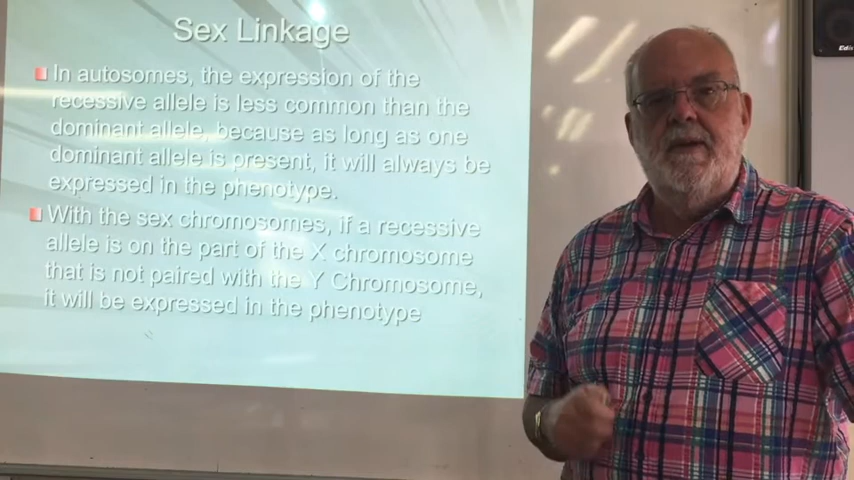 Sex Linkage
In autosomes, the expression of the
recessive allele is less common than the
dominant allele, because as long as one
dominant allele is present, it will always be
expressed in the phenotype.
With the sex chromosomes, if a recessive
allele is on the part of the X chromosome
that is not paired with the Y Chromosome,
it will be expressed in the phenotype